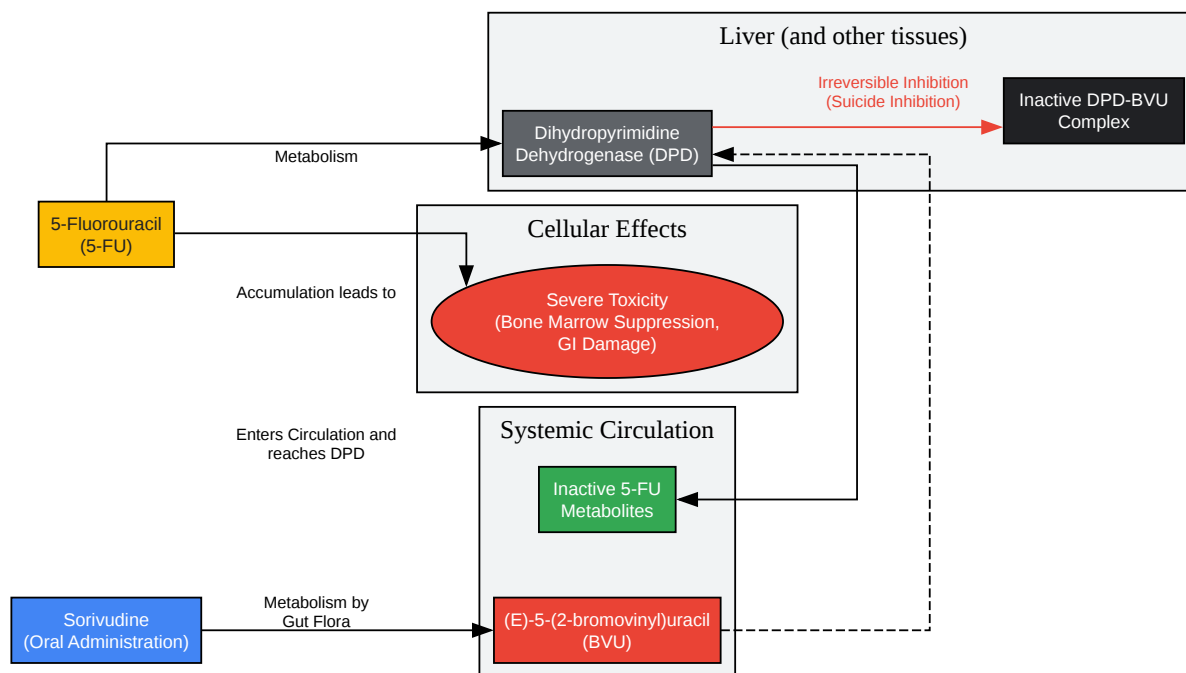 Liver (and other tissues)
Irreversible Inhibition
(Suicide Inhibition)
Inactive DPD-BVU
Complex
Dihydropyrimidine
Dehydrogenase (DPD)
Metabolism
5-Fluorouracil
(5-FU)
Cellular Effects
Accumulation leads to
Severe Toxicity
(Bone Marrow Suppression,
GI Damage)
Enters Circulation and
reaches DPD
Systemic Circulation
Inactive 5-FU
Metabolites
Metabolism by
Gut Flora
Sorivudine
(Oral Administration)
(E)-5-(2-bromovinyl)uracil
(BVU)